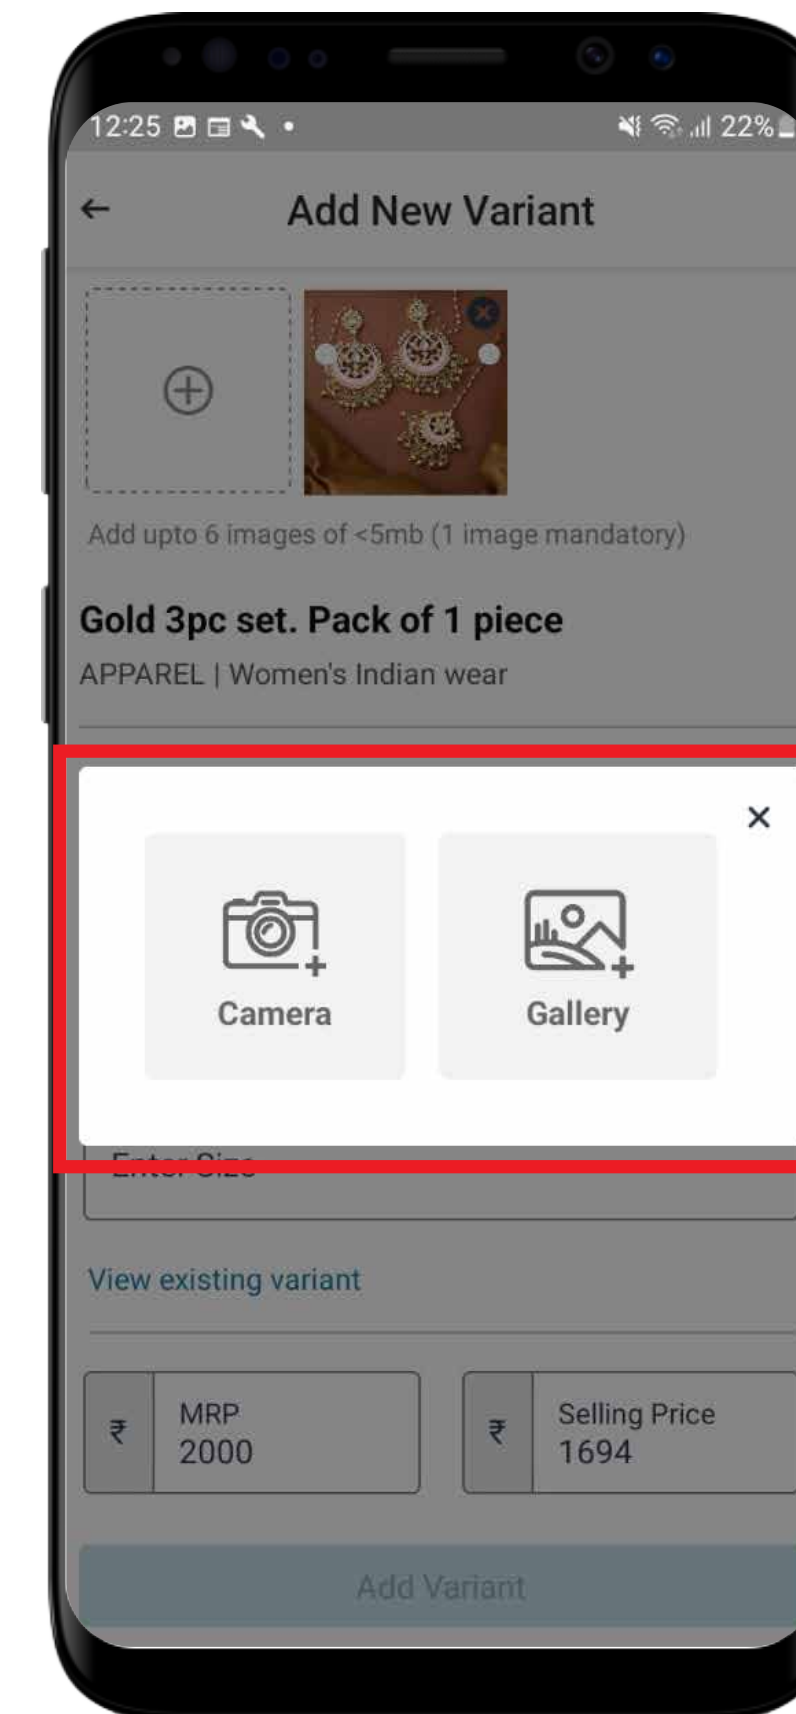 12:25
22%
Add New Variant
Add upto 6 images of <5mb (1 image mandatory)
Gold 3pc set. Pack of 1 piece
APPAREL | Women's Indian wear
Camera
Gallery
Enter Size
View existing variant
₹ MRP
2000
₹ Selling Price
1694
Add Variant